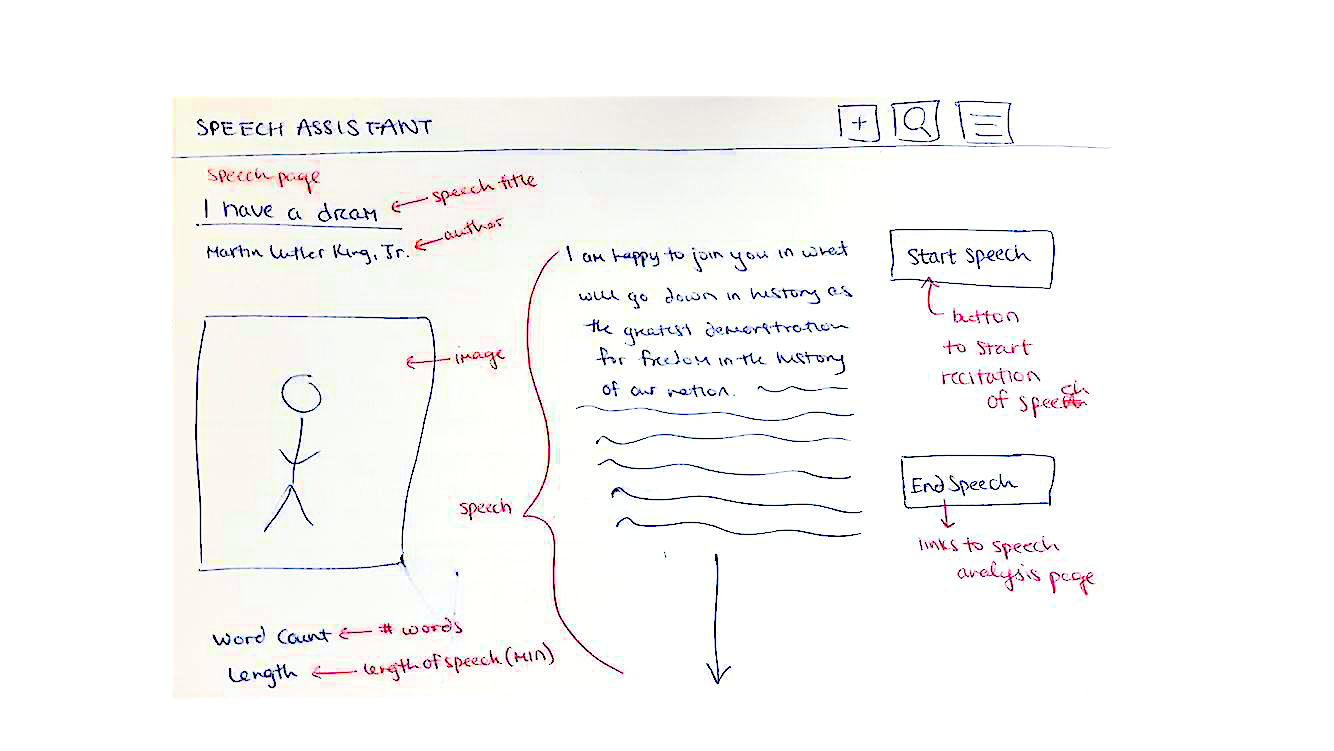 SPEECH ASSISTANT
+
speech page
I have a dream
speech title
Martin Luther King, Jr.
author
image
Word Count
# words
Length
length of speech (MIN)
speech
I am happy to join you in what
will go down in history as
the greatest demonstration
for freedom in the history
of our nation.
Start Speech
button
to start
recitation
of speech
End Speech
links to speech
analysis page